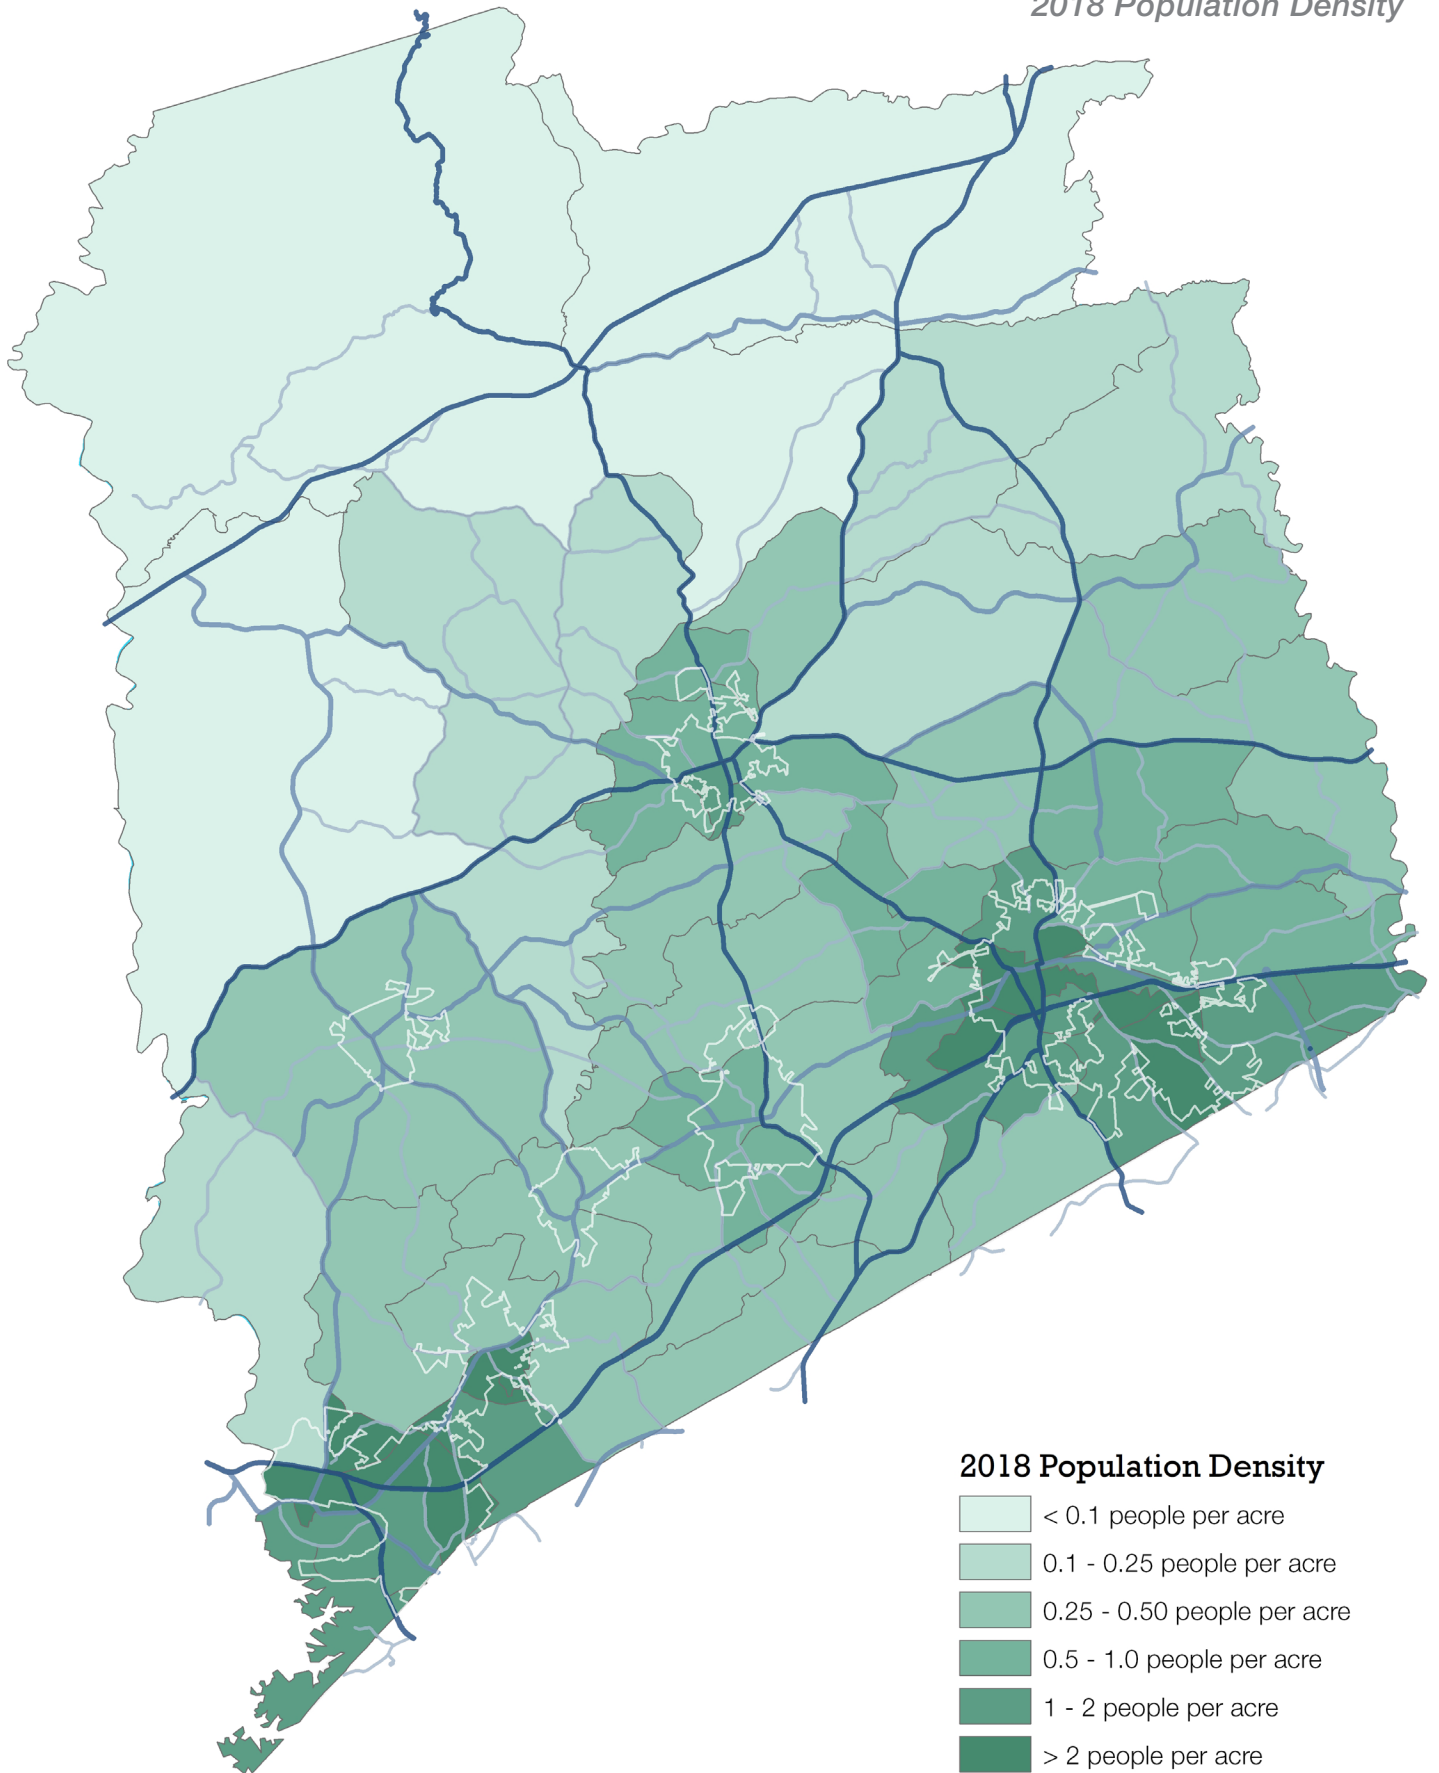 2018 Population Density
2018 Population Density
< 0.1 people per acre
0.1 - 0.25 people per acre
0.25 - 0.50 people per acre
0.5 - 1.0 people per acre
1 - 2 people per acre
> 2 people per acre